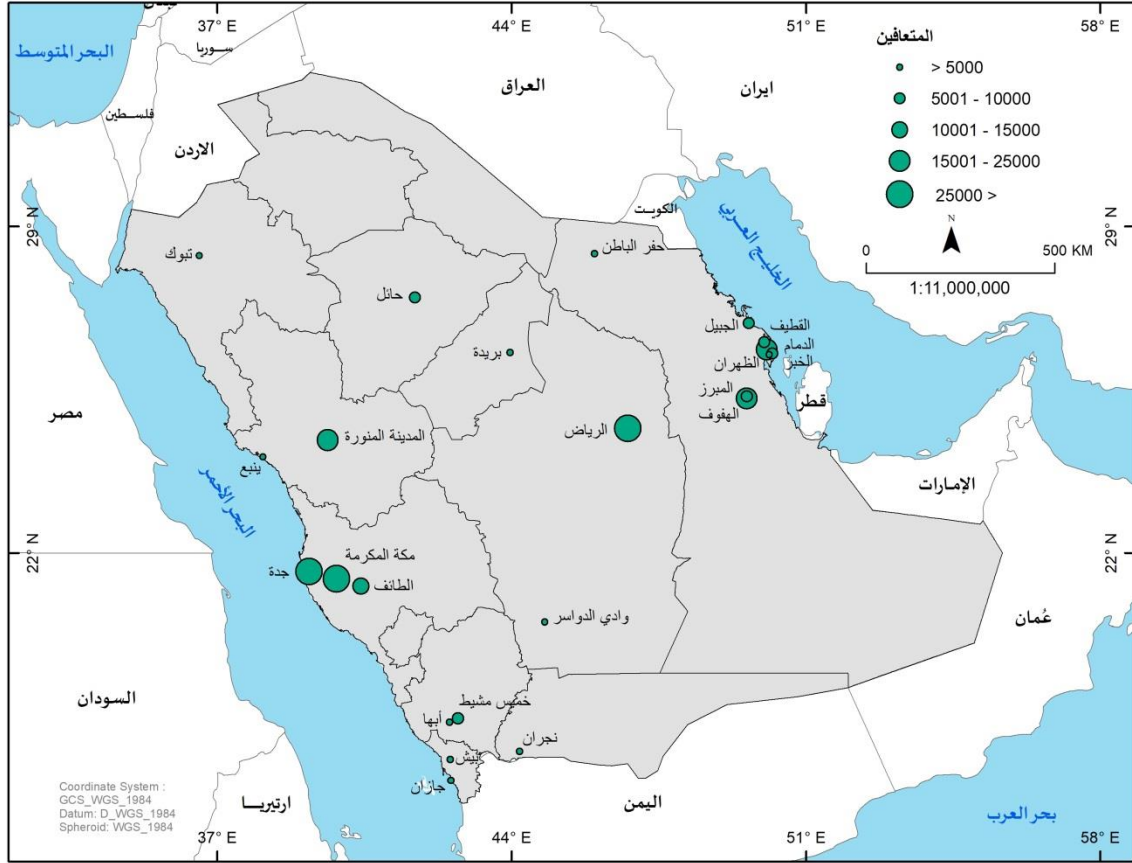 37° E
44° E
51° E
58° E
لبنان
سوريا
البحر المتوسط
العراق
ايران
فلسطين
الاردن
المتعافين
> 5000
5001 - 10000
10001 - 15000
15001 - 25000
25000 >
N
0 500 KM
1:11,000,000
29° N
29° N
الكويت
الخليج العربي
تبوك
حفر الباطن
حائل
الجبيل
القطيف
الدمام
بريدة
الظهران
الخبر
المبرز
قطر
الهفوف
مصر
الرياض
المدينة المنورة
ينبع
الإمارات
البحر الأحمر
22° N
22° N
مكة المكرمة
جدة
الطائف
وادي الدواسر
عُمان
السودان
خميس مشيط
أبها
نجران
بيش
جازان
Coordinate System :
GCS_WGS_1984
Datum: D_WGS_1984
Spheroid: WGS_1984
ارتيريا
اليمن
بحر العرب
37° E
44° E
51° E
58° E